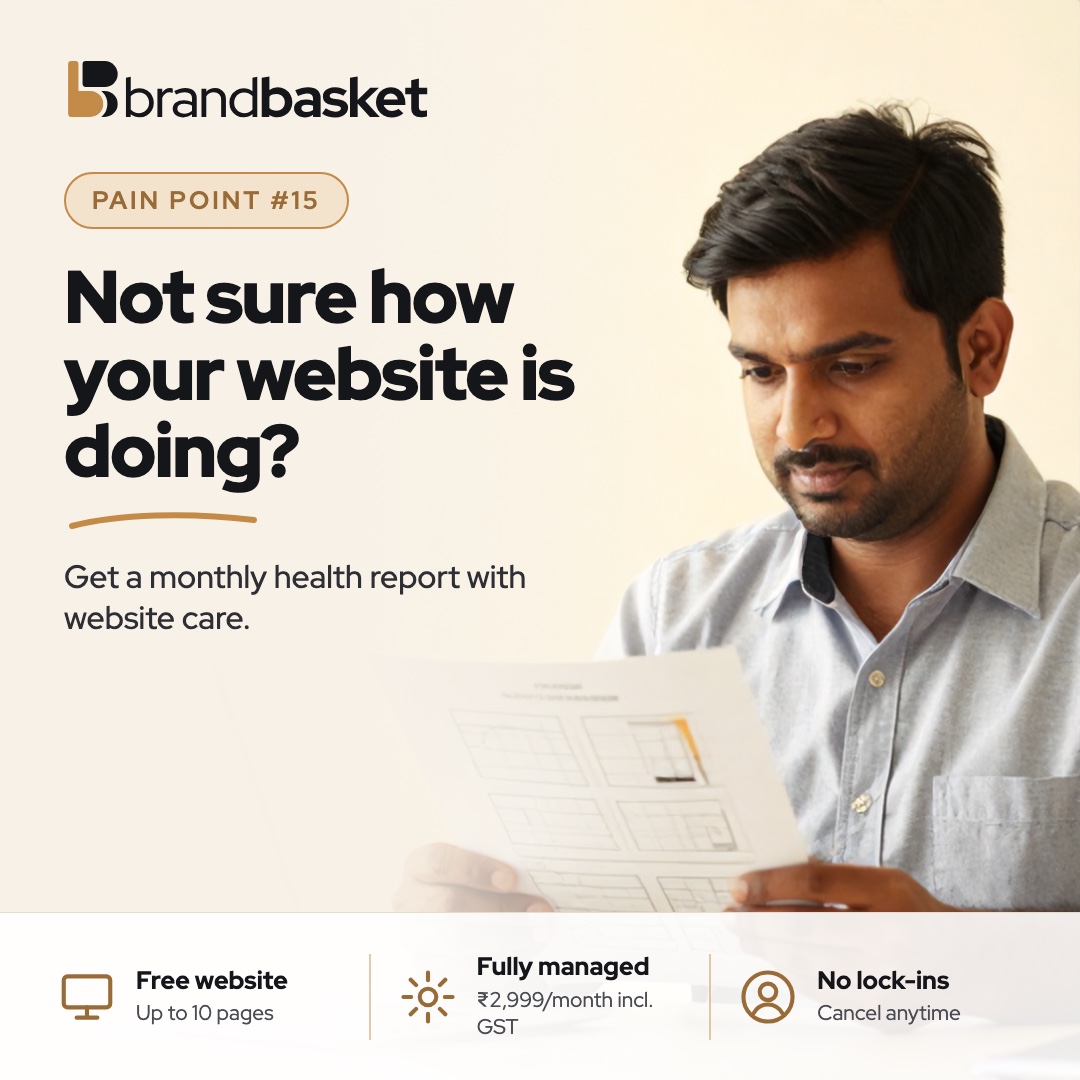 brandbasket
PAIN POINT #15
Not sure how
your website is
doing?
Get a monthly health report with
website care.
Free website
Up to 10 pages
Fully managed
₹2,999/month incl.
GST
No lock-ins
Cancel anytime